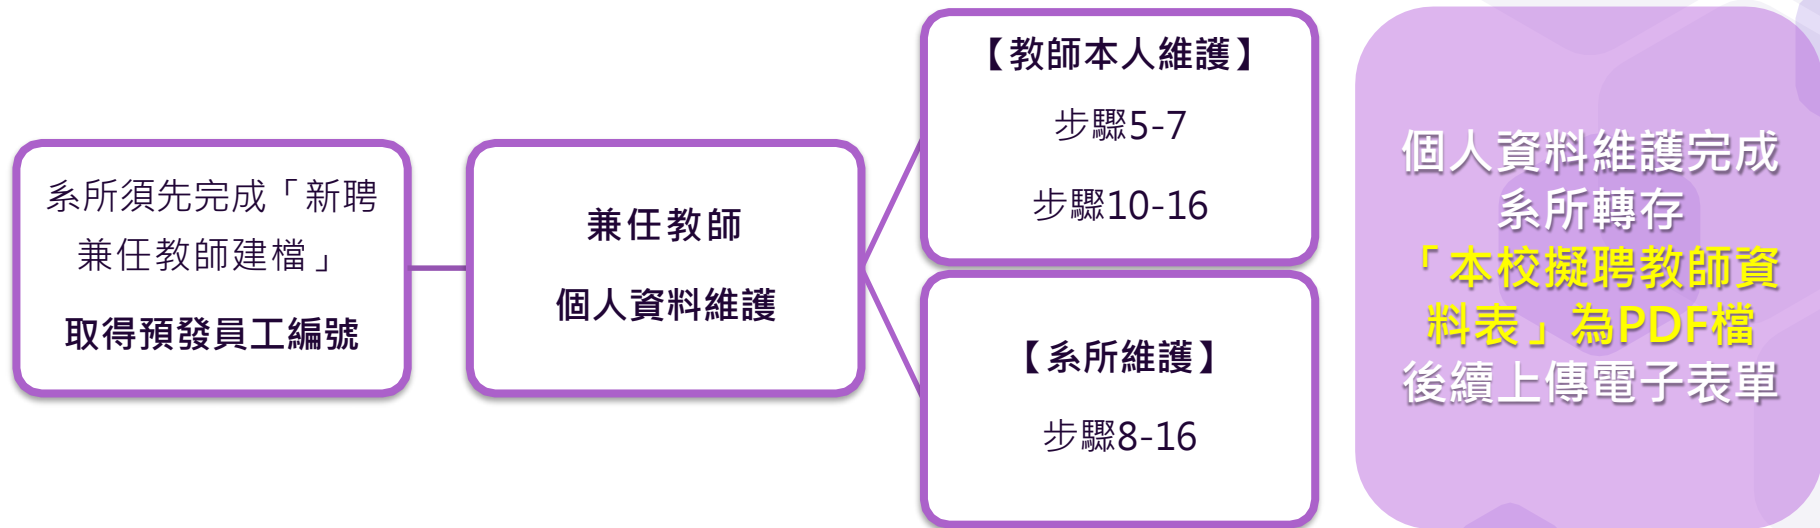 系所須先完成「新聘
兼任教師建檔」
取得預發員工編號
兼任教師
個人資料維護
【教師本人維護】
步驟5-7
步驟10-16
【系所維護】
步驟8-16
個人資料維護完成
系所轉存
「本校擬聘教師資
料表」為PDF檔
後續上傳電子表單